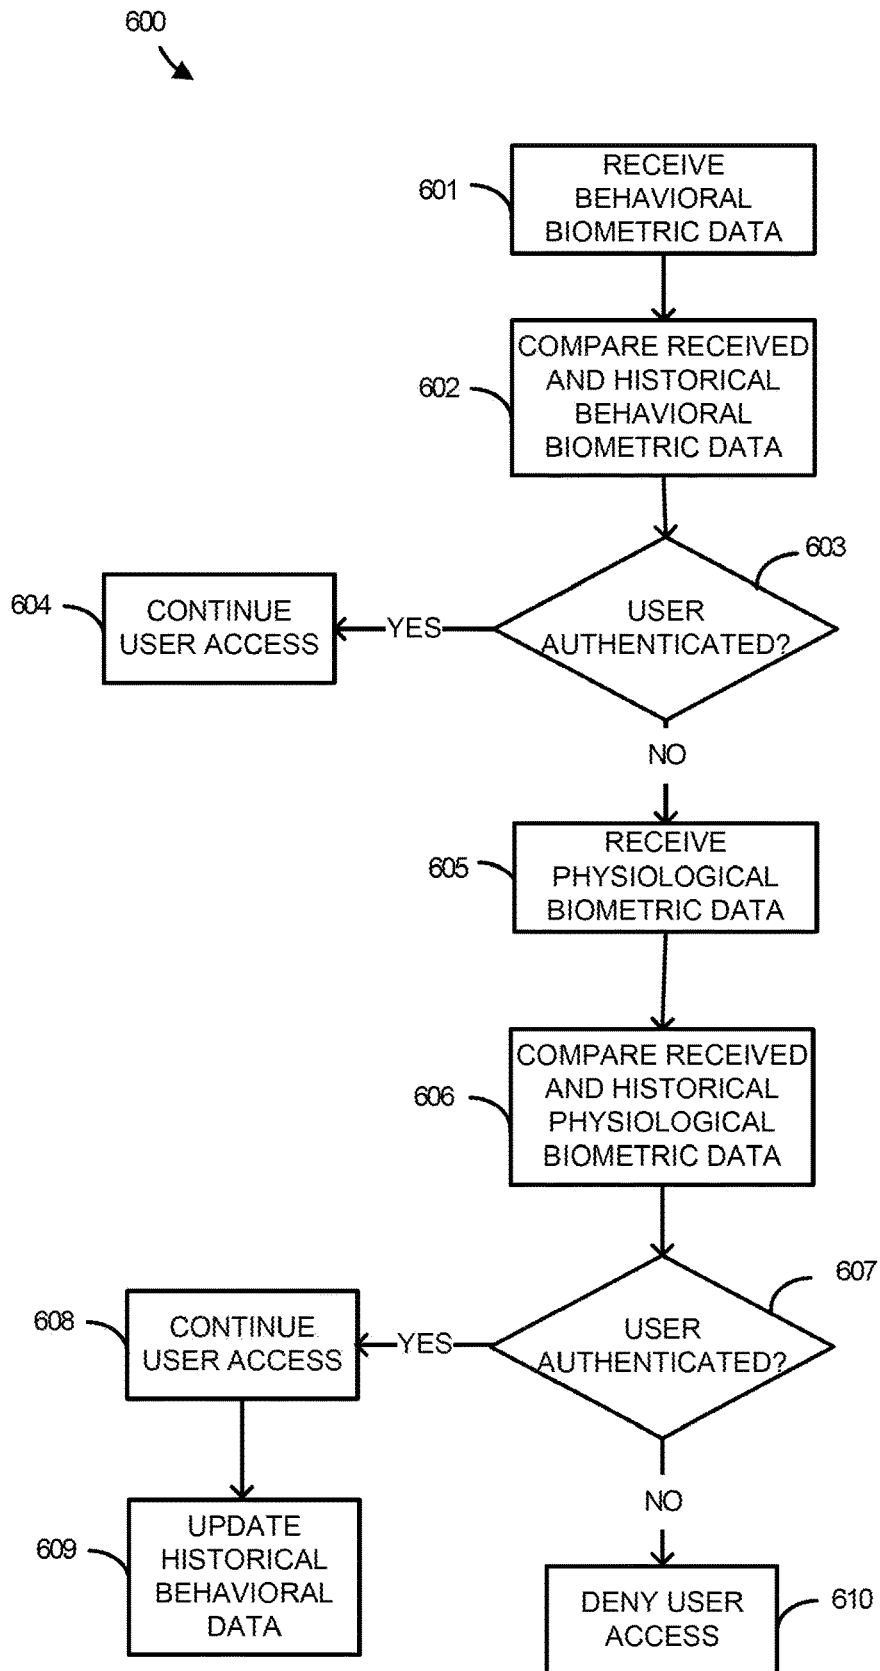 600
601
RECEIVE
BEHAVIORAL
BIOMETRIC DATA
602
COMPARE RECEIVED
AND HISTORICAL
BEHAVIORAL
BIOMETRIC DATA
603
USER
AUTHENTICATED?
YES
604
CONTINUE
USER ACCESS
NO
605
RECEIVE
PHYSIOLOGICAL
BIOMETRIC DATA
606
COMPARE RECEIVED
AND HISTORICAL
PHYSIOLOGICAL
BIOMETRIC DATA
607
USER
AUTHENTICATED?
YES
608
CONTINUE
USER ACCESS
609
UPDATE
HISTORICAL
BEHAVIORAL
DATA
NO
610
DENY USER
ACCESS